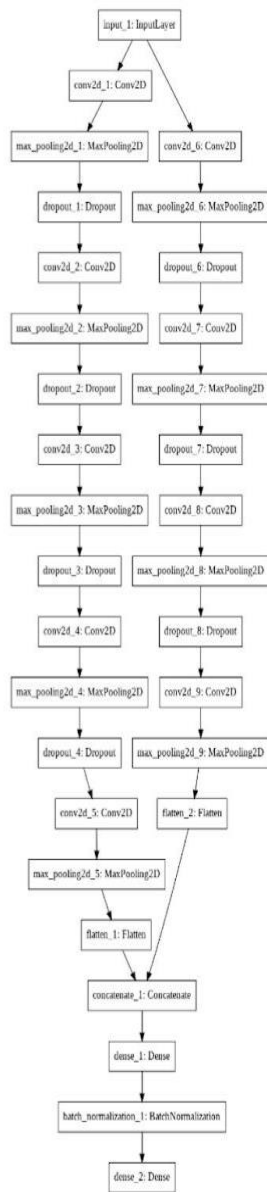 input_1: InputLayer
conv2d_1: Conv2D
max_pooling2d_1: MaxPooling2D
conv2d_6: Conv2D
dropout_1: Dropout
max_pooling2d_6: MaxPooling2D
conv2d_2: Conv2D
dropout_6: Dropout
max_pooling2d_2: MaxPooling2D
conv2d_7: Conv2D
dropout_2: Dropout
max_pooling2d_7: MaxPooling2D
conv2d_3: Conv2D
dropout_7: Dropout
max_pooling2d_3: MaxPooling2D
conv2d_8: Conv2D
dropout_3: Dropout
max_pooling2d_8: MaxPooling2D
conv2d_4: Conv2D
dropout_8: Dropout
max_pooling2d_4: MaxPooling2D
conv2d_9: Conv2D
dropout_4: Dropout
max_pooling2d_9: MaxPooling2D
conv2d_5: Conv2D
flatten_2: Flatten
max_pooling2d_5: MaxPooling2D
flatten_1: Flatten
concatenate_1: Concatenate
dense_1: Dense
batch_normalization_1: BatchNormalization
dense_2: Dense